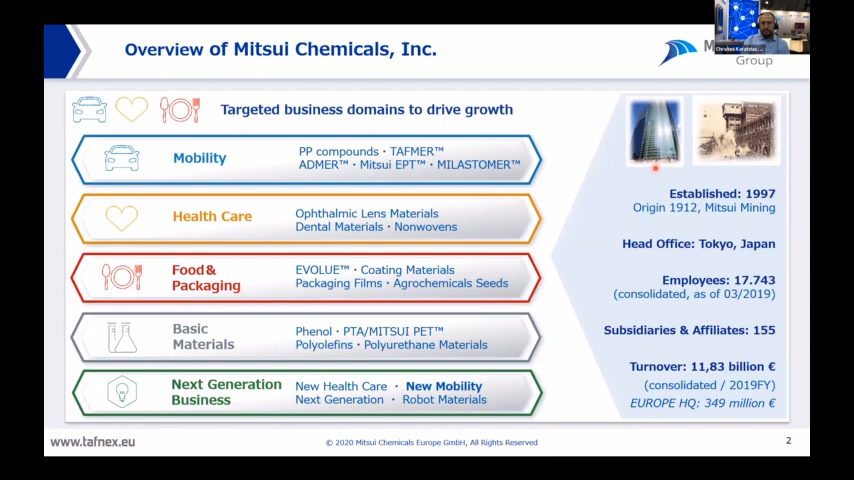 Overview of Mitsui Chemicals, Inc.
M
Group
Christos Karatzias, ...
Targeted business domains to drive growth
Mobility
PP compounds・TAFMER™
ADMER™・Mitsui EPT™・MILASTOMER™
Health Care
Ophthalmic Lens Materials
Dental Materials・Nonwovens
Food &
Packaging
EVOLUE™・Coating Materials
Packaging Films・Agrochemicals Seeds
Basic
Materials
Phenol・PTA/MITSUI PET™
Polyolefins・Polyurethane Materials
Next Generation
Business
New Health Care ・ New Mobility
Next Generation ・ Robot Materials
Established: 1997
Origin 1912, Mitsui Mining
Head Office: Tokyo, Japan
Employees: 17.743
(consolidated, as of 03/2019)
Subsidiaries & Affiliates: 155
Turnover: 11,83 billion €
(consolidated / 2019FY)
EUROPE HQ: 349 million €
www.tafnex.eu
© 2020 Mitsui Chemicals Europe GmbH, All Rights Reserved
2